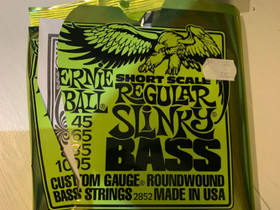 SHORT SCALE
ERNIE
BALL
REGULAR
SLINKY
BASS
45
65
85
105
CUSTOM GAUGE® ROUNDWOUND
BASS STRINGS 2852 MADE IN USA